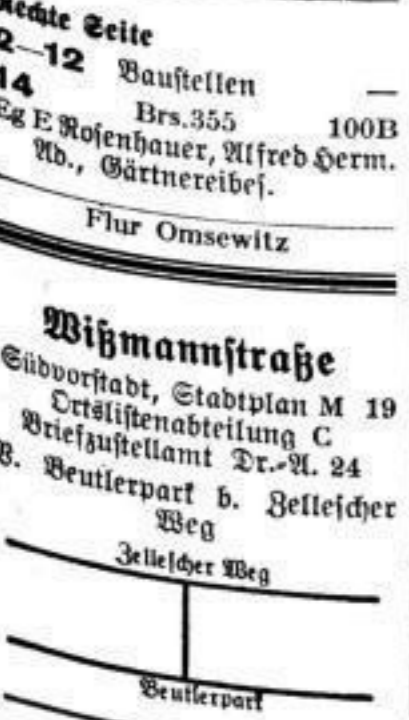 Rechte Seite
2—12 Bauſtellen —
14 Brs.355 100B
Eg E Roſenhauer, Alfred Herm.
Ad., Gärtnereibeſ.
Flur Omsewitz
Wißmannſtraße
Südvorſtadt, Stadtplan M 19
Ortsliſtenabteilung C
Briefzuſtellamt Dr.-A. 24
V. Beutlerpark b. Zelleſcher
Weg
Zelleſcher Weg
Beutlerpark